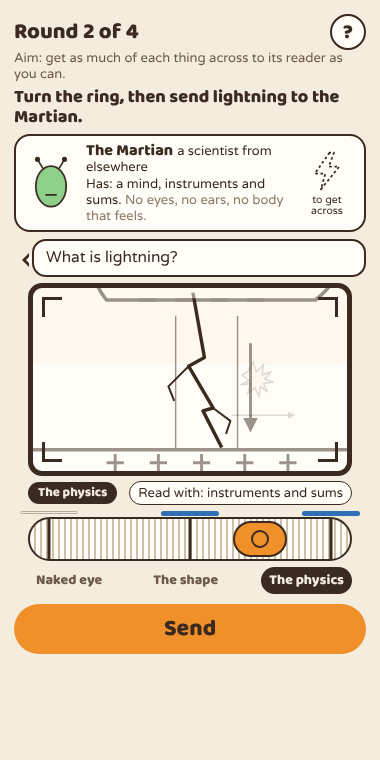 Round 2 of 4
?
Aim: get as much of each thing across to its reader as
you can.
Turn the ring, then send lightning to the
Martian.
The Martian a scientist from
elsewhere
Has: a mind, instruments and
sums. No eyes, no ears, no body
that feels.
to get
across
What is lightning?
The physics
Read with: instruments and sums
Naked eye
The shape
The physics
Send